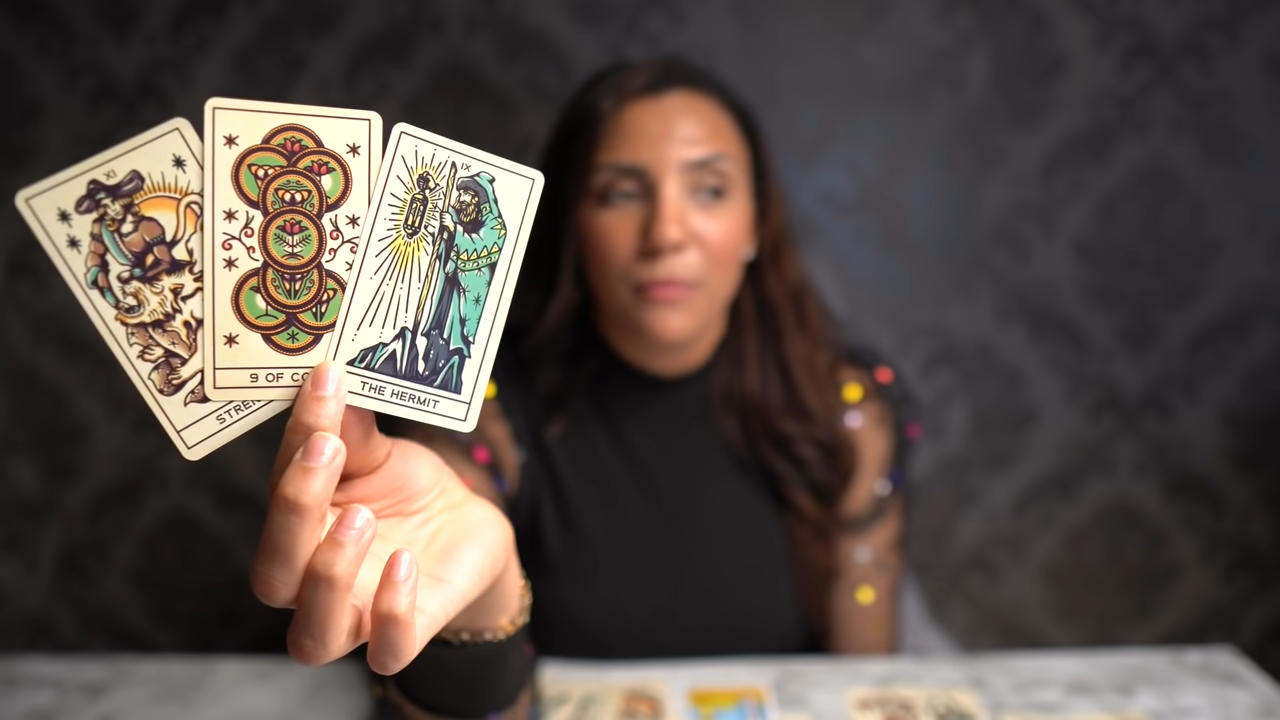 XI
STREN
9 OF CO
IX
THE HERMIT